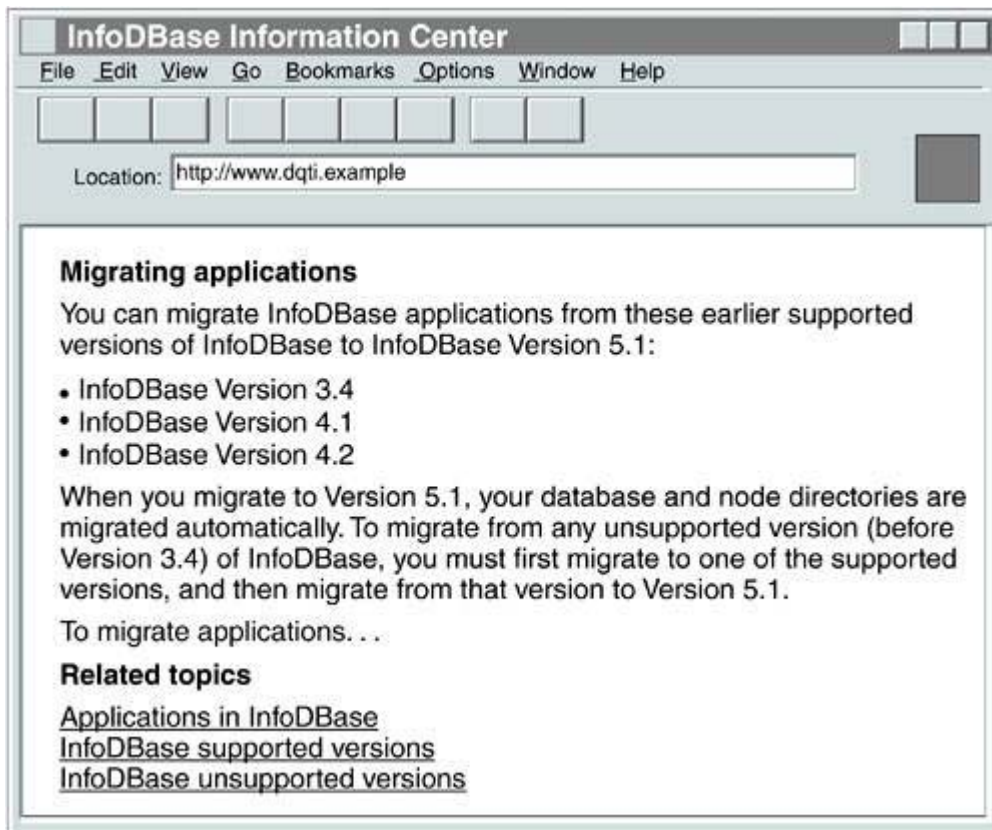 InfoDBase Information Center
File Edit View Go Bookmarks Options Window Help
Location: http://www.dqti.example
Migrating applications
You can migrate InfoDBase applications from these earlier supported
versions of InfoDBase to InfoDBase Version 5.1:
• InfoDBase Version 3.4
• InfoDBase Version 4.1
• InfoDBase Version 4.2
When you migrate to Version 5.1, your database and node directories are
migrated automatically. To migrate from any unsupported version (before
Version 3.4) of InfoDBase, you must first migrate to one of the supported
versions, and then migrate from that version to Version 5.1.
To migrate applications. . .
Related topics
Applications in InfoDBase
InfoDBase supported versions
InfoDBase unsupported versions